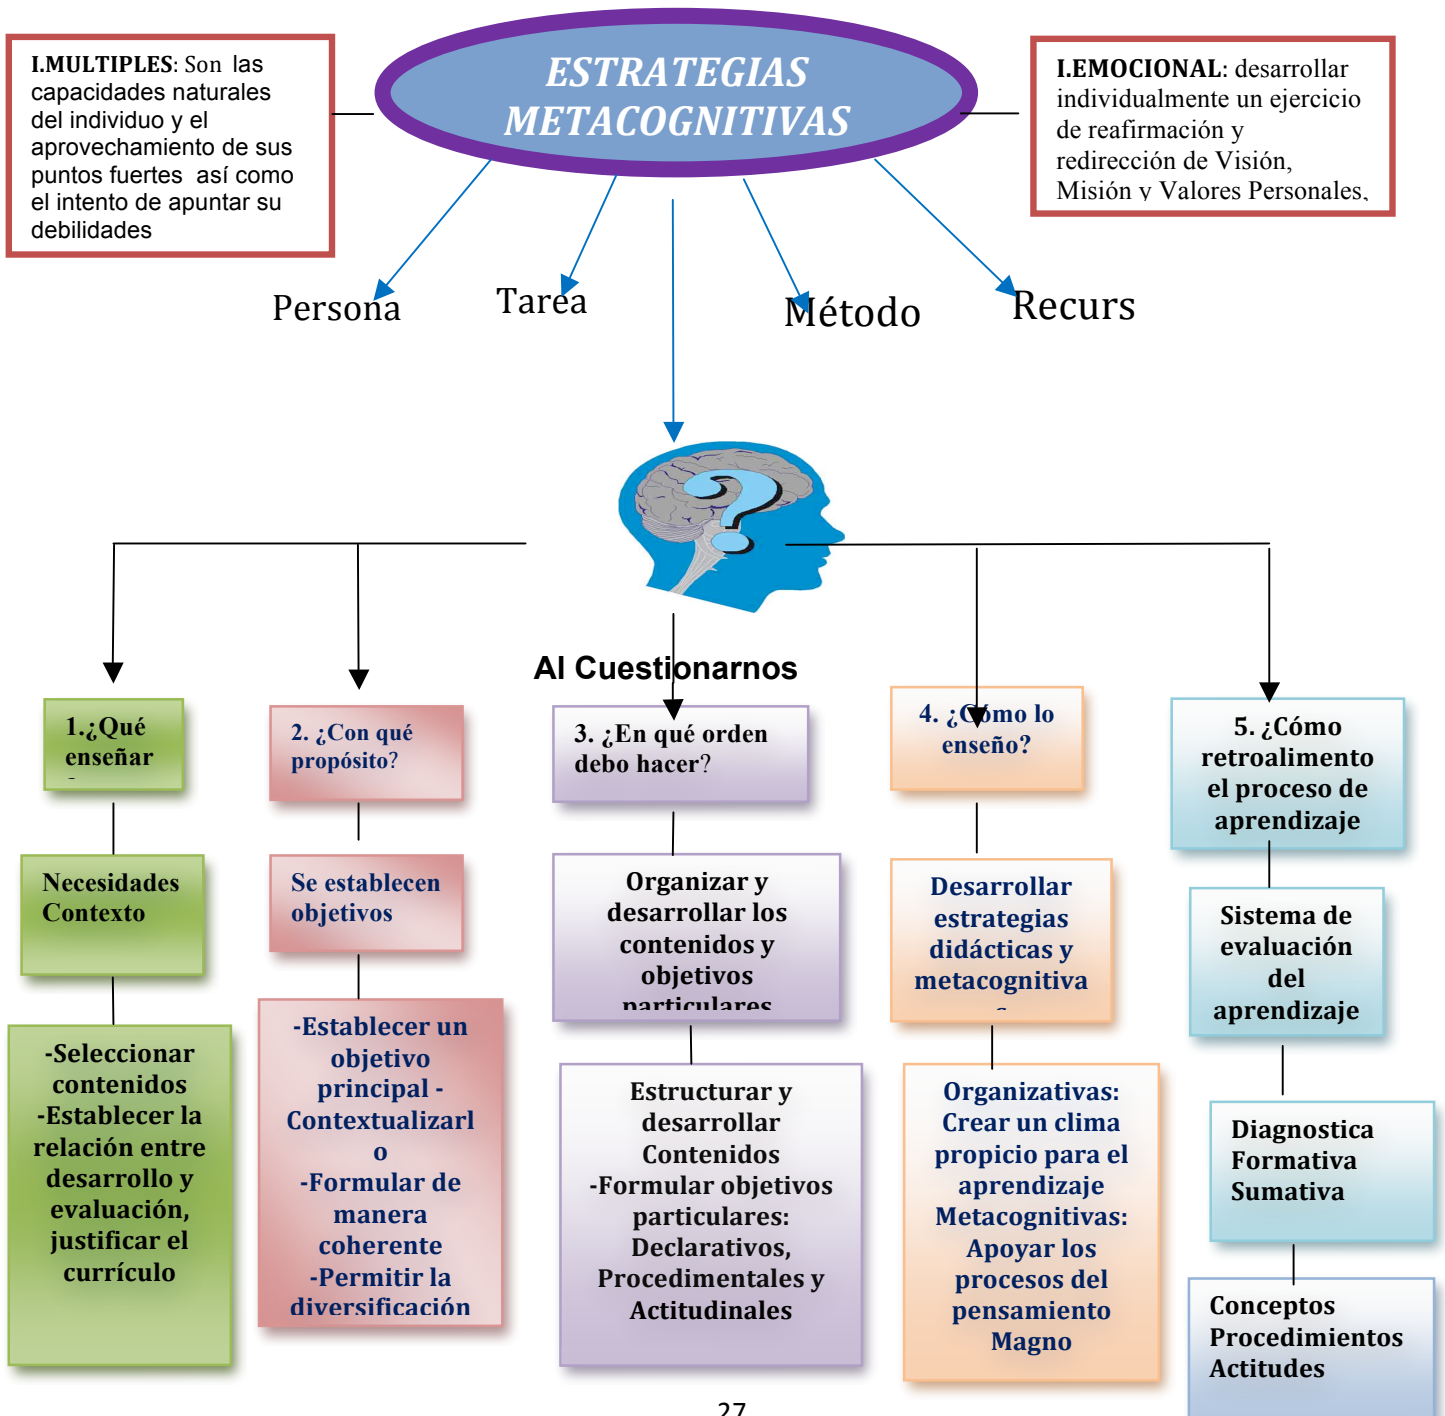 I.MULTIPLES: Son las
capacidades naturales
del individuo y el
aprovechamiento de sus
puntos fuertes así como
el intento de apuntar su
debilidades
ESTRATEGIAS
METACOGNITIVAS
I.EMOCIONAL: desarrollar
individualmente un ejercicio
de reafirmación y
redirección de Visión,
Misión y Valores Personales,
Persona
Tarea
Método
Recurs
?
Al Cuestionarnos
1.¿Qué
enseñar
Necesidades
Contexto
-Seleccionar
contenidos
-Establecer la
relación entre
desarrollo y
evaluación,
justificar el
currículo
2. ¿Con qué
propósito?
Se establecen
objetivos
-Establecer un
objetivo
principal -
Contextualizarl
o
-Formular de
manera
coherente
-Permitir la
diversificación
3. ¿En qué orden
debo hacer?
Organizar y
desarrollar los
contenidos y
objetivos
particulares
Estructurar y
desarrollar
Contenidos
-Formular objetivos
particulares:
Declarativos,
Procedimentales y
Actitudinales
4. ¿Cómo lo
enseño?
Desarrollar
estrategias
didácticas y
metacognitiva
s
Organizativas:
Crear un clima
propicio para el
aprendizaje
Metacognitivas:
Apoyar los
procesos del
pensamiento
Magno
5. ¿Cómo
retroalimento
el proceso de
aprendizaje
Sistema de
evaluación
del
aprendizaje
Diagnostica
Formativa
Sumativa
Conceptos
Procedimientos
Actitudes
27